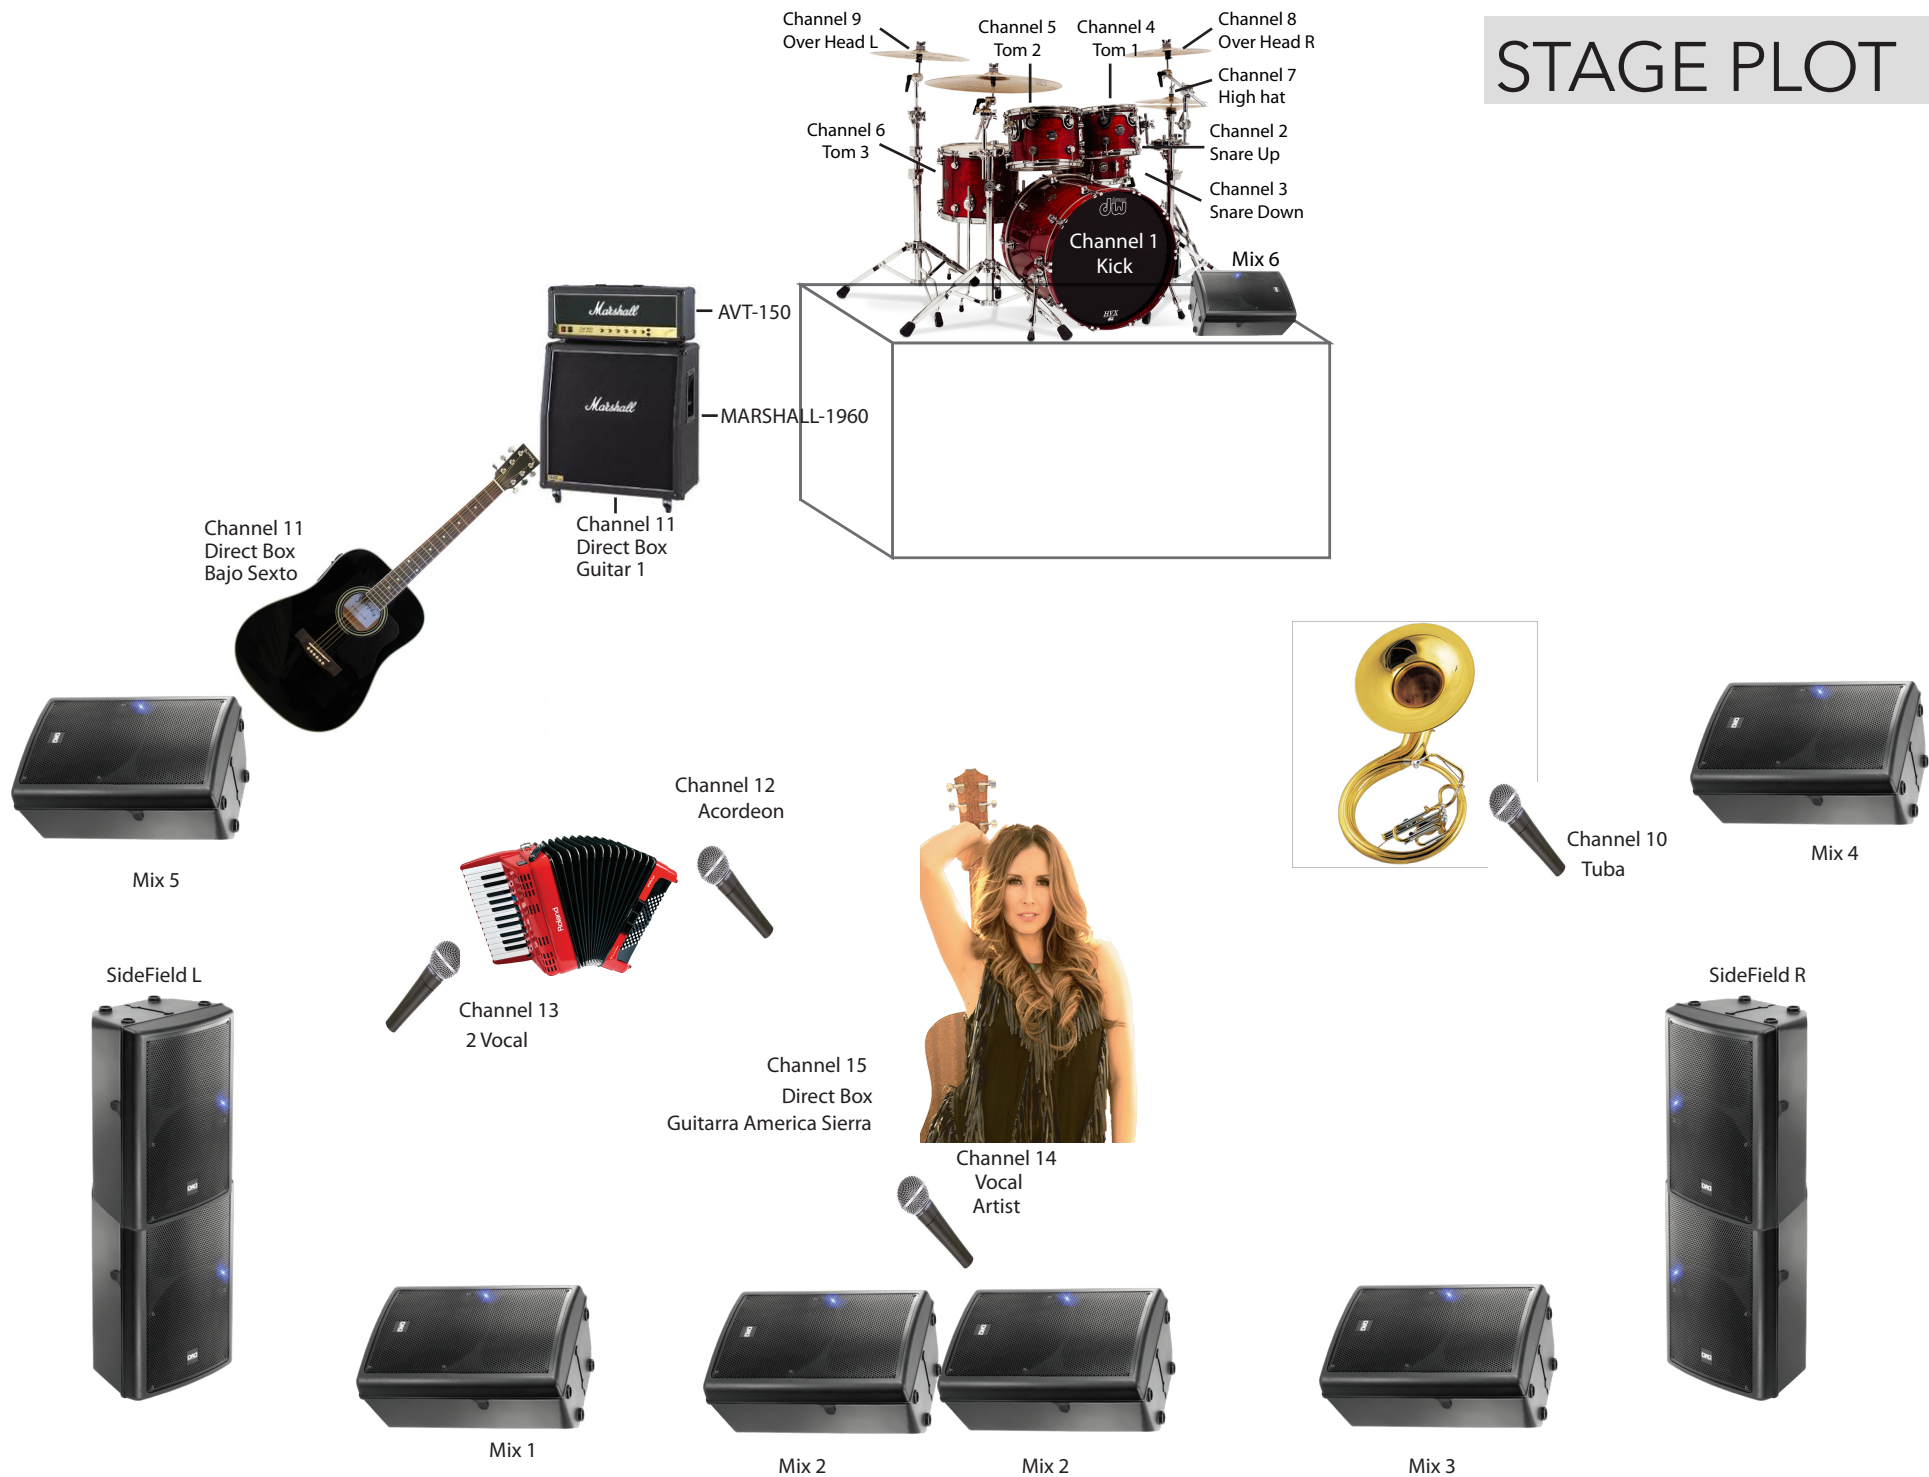 STAGE PLOT
Channel 9
Over Head L
Channel 5
Tom 2
Channel 4
Tom 1
Channel 8
Over Head R
Channel 7
High hat
Channel 6
Tom 3
Channel 2
Snare Up
Channel 3
Snare Down
dw
Channel 1
Kick
Mix 6
Marshall
AVT-150
Marshall
MARSHALL-1960
Channel 11
Direct Box
Bajo Sexto
Channel 11
Direct Box
Guitar 1
Mix 5
Channel 12
Acordeon
Roland
Channel 10
Tuba
Mix 4
SideField L
Channel 13
2 Vocal
SideField R
Channel 15
Direct Box
Guitarra America Sierra
Channel 14
Vocal
Artist
Mix 1
Mix 2
Mix 2
Mix 3